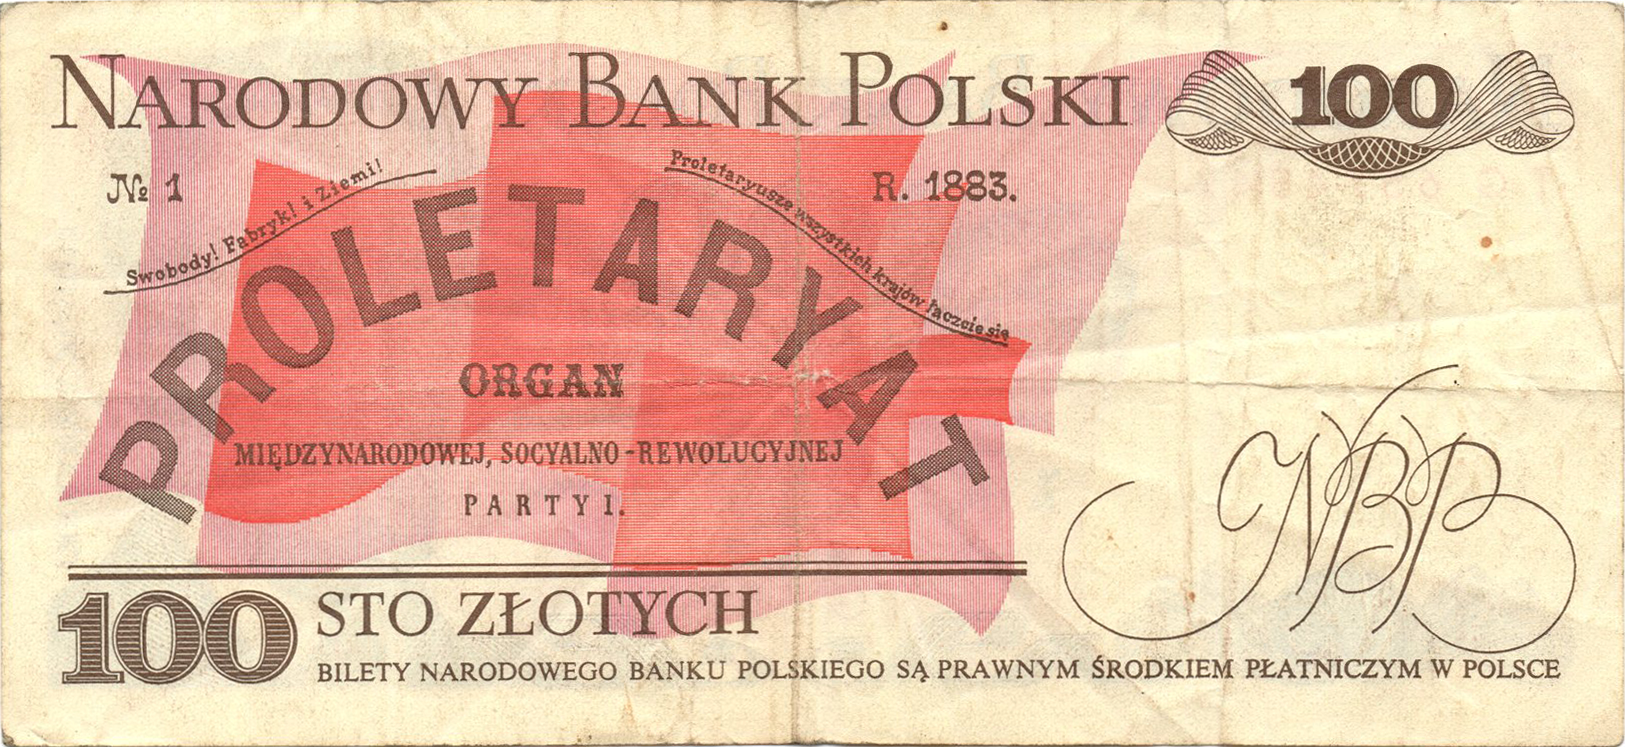 NARODOWY BANK POLSKI 100
№ 1
Swobody! Fabryk! i Ziemi!
Proletaryusze wszystkich krajów łączcie się
R. 1883.
PROLETARYAT
ORGAN
MIĘDZYNARODOWEJ, SOCYALNO-REWOLUCYJNEJ
PARTYI.
NBP
100 STO ZŁOTYCH
BILETY NARODOWEGO BANKU POLSKIEGO SĄ PRAWNYM ŚRODKIEM PŁATNICZYM W POLSCE